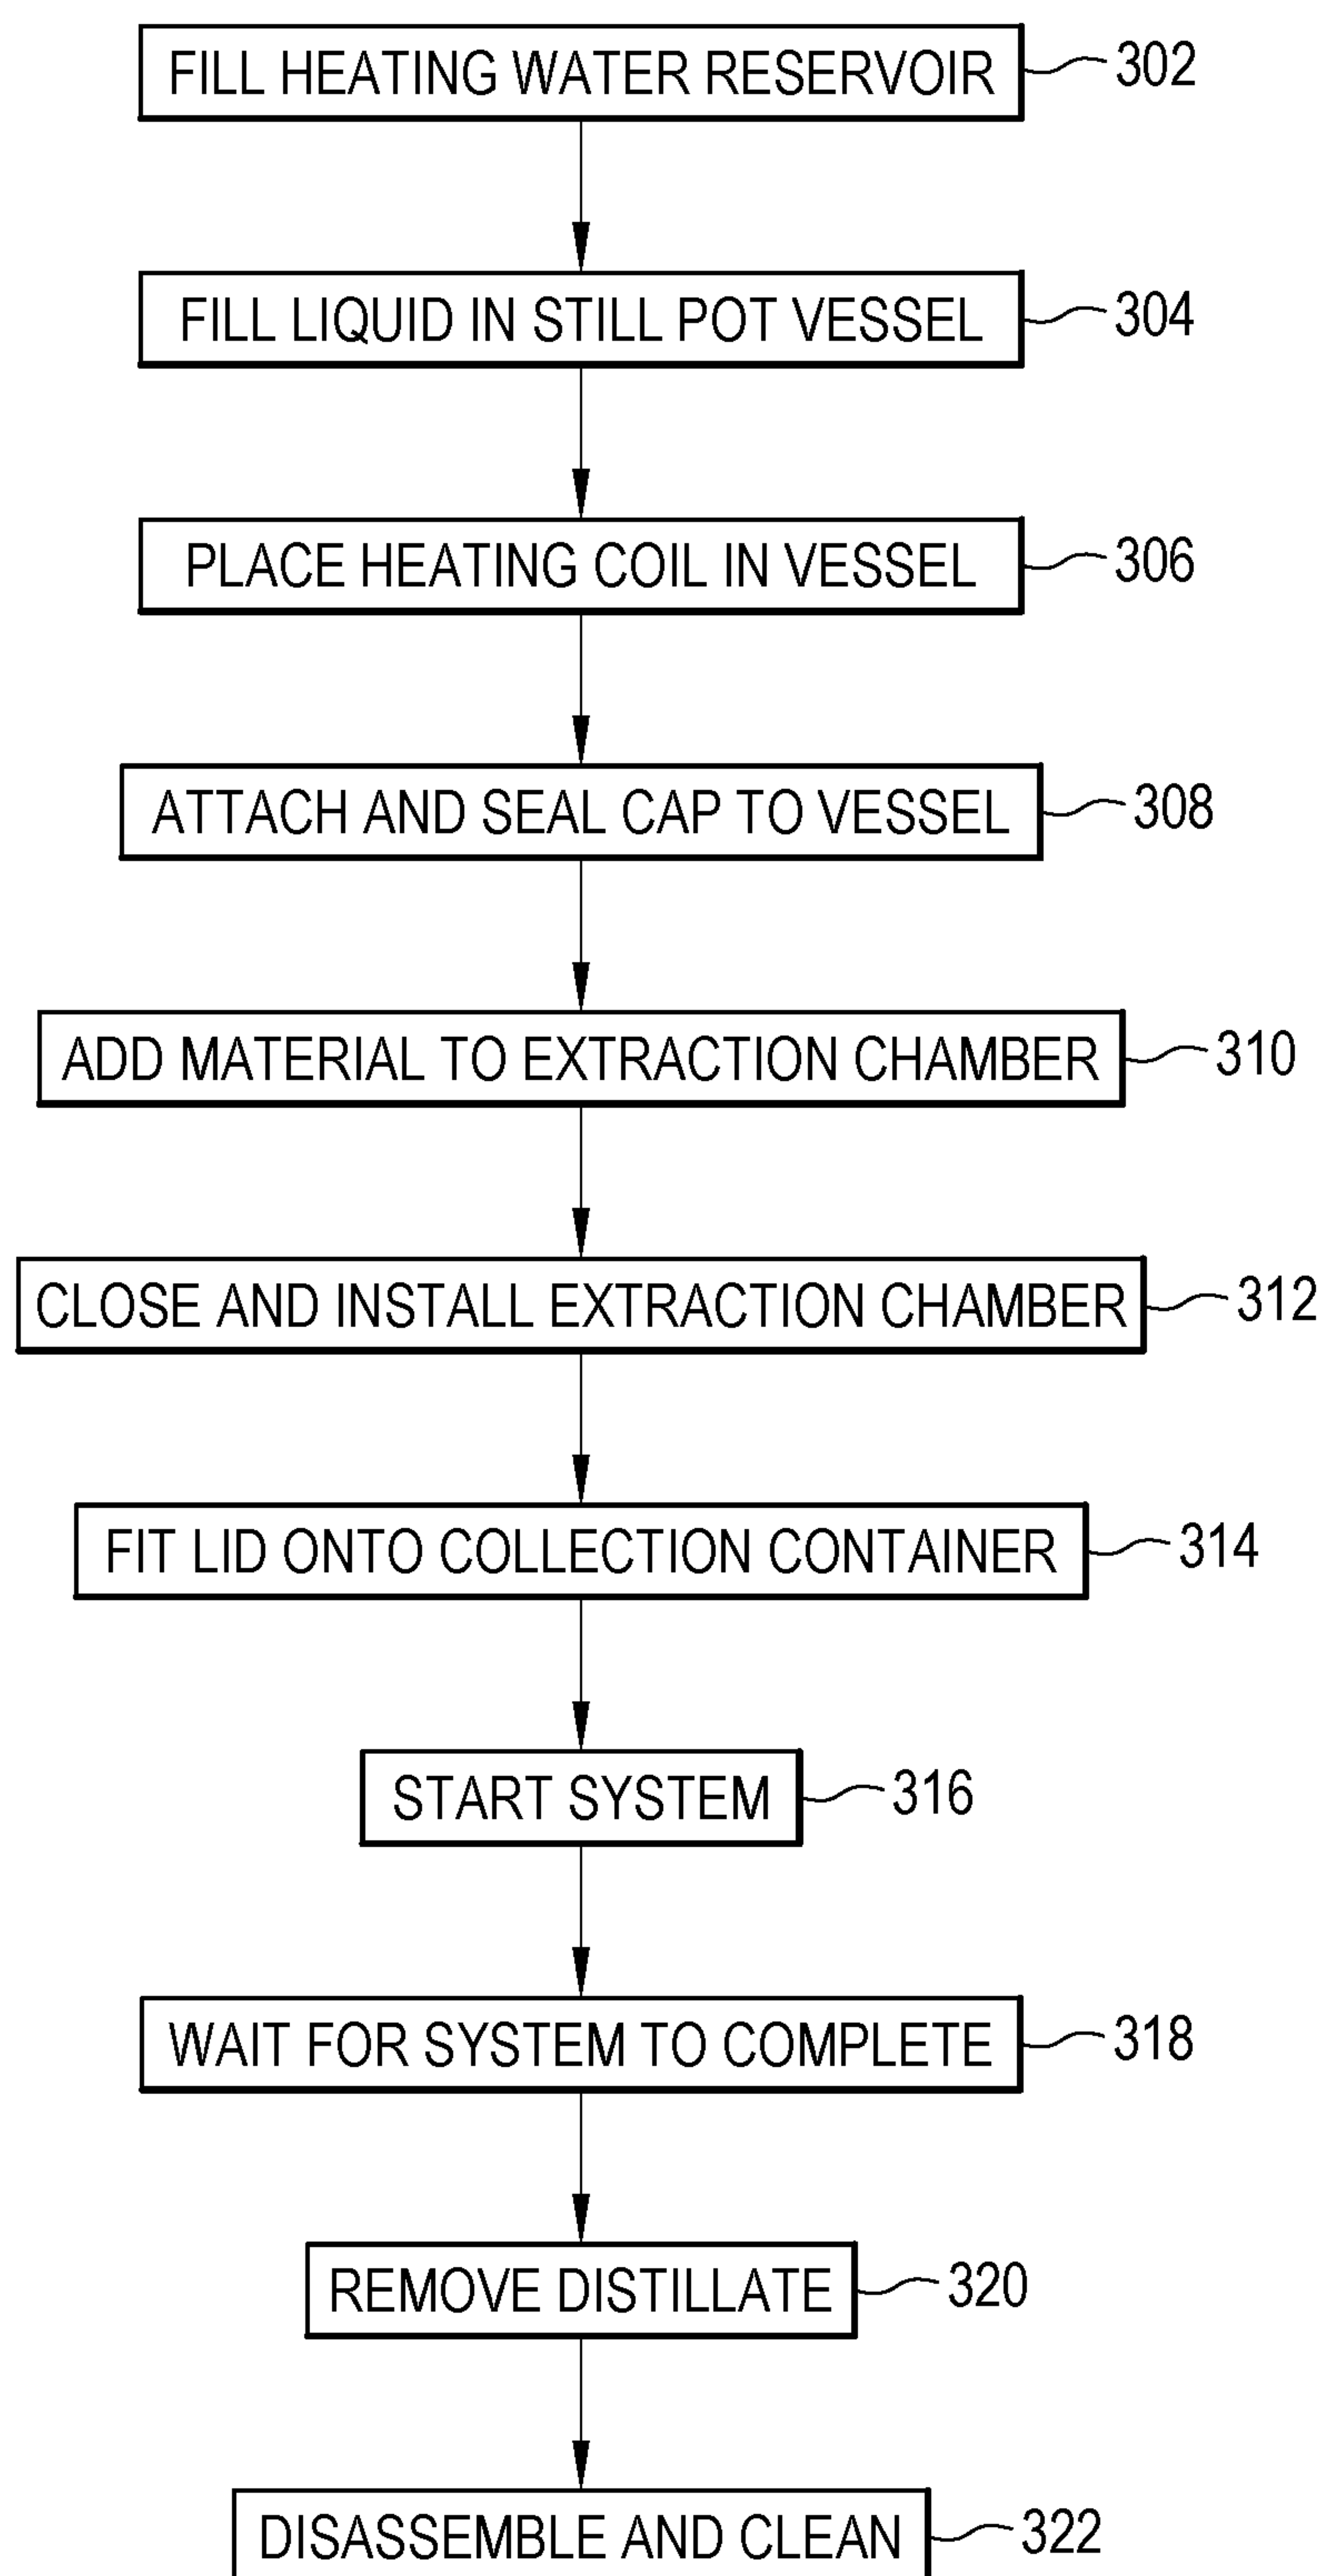 FILL HEATING WATER RESERVOIR 302
FILL LIQUID IN STILL POT VESSEL 304
PLACE HEATING COIL IN VESSEL 306
ATTACH AND SEAL CAP TO VESSEL 308
ADD MATERIAL TO EXTRACTION CHAMBER 310
CLOSE AND INSTALL EXTRACTION CHAMBER 312
FIT LID ONTO COLLECTION CONTAINER 314
START SYSTEM 316
WAIT FOR SYSTEM TO COMPLETE 318
REMOVE DISTILLATE 320
DISASSEMBLE AND CLEAN 322